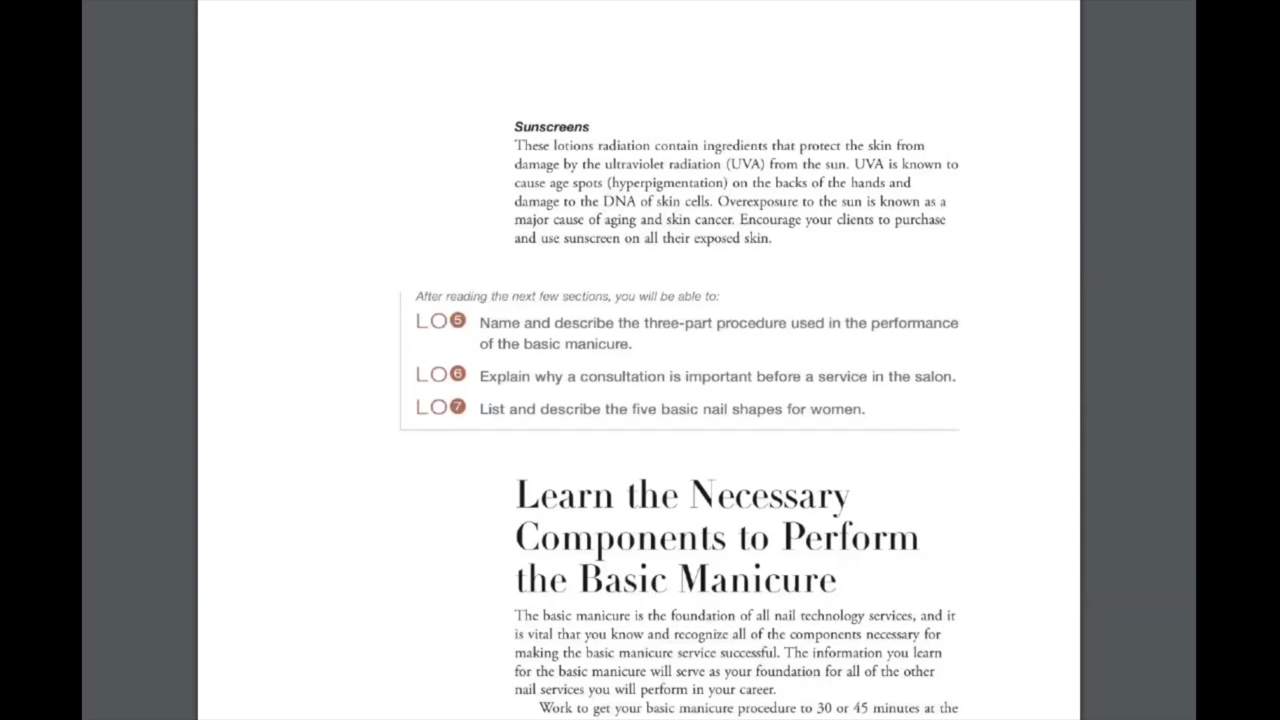 Sunscreens
These lotions radiation contain ingredients that protect the skin from
damage by the ultraviolet radiation (UVA) from the sun. UVA is known to
cause age spots (hyperpigmentation) on the backs of the hands and
damage to the DNA of skin cells. Overexposure to the sun is known as a
major cause of aging and skin cancer. Encourage your clients to purchase
and use sunscreen on all their exposed skin.
After reading the next few sections, you will be able to:
LO5 Name and describe the three-part procedure used in the performance
of the basic manicure.
LO6 Explain why a consultation is important before a service in the salon.
LO7 List and describe the five basic nail shapes for women.
Learn the Necessary
Components to Perform
the Basic Manicure
The basic manicure is the foundation of all nail technology services, and it
is vital that you know and recognize all of the components necessary for
making the basic manicure service successful. The information you learn
for the basic manicure will serve as your foundation for all of the other
nail services you will perform in your career.
Work to get your basic manicure procedure to 30 or 45 minutes at the